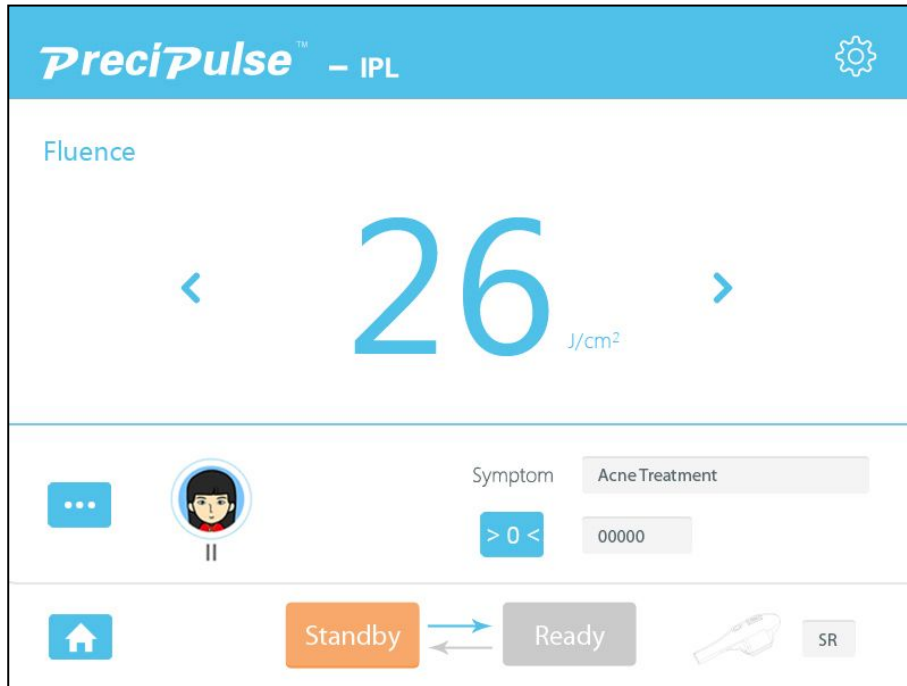 PreciPulse™ – IPL
Fluence
26 J/cm²
Symptom Acne Treatment
...
II
> 0 < 00000
Standby Ready SR